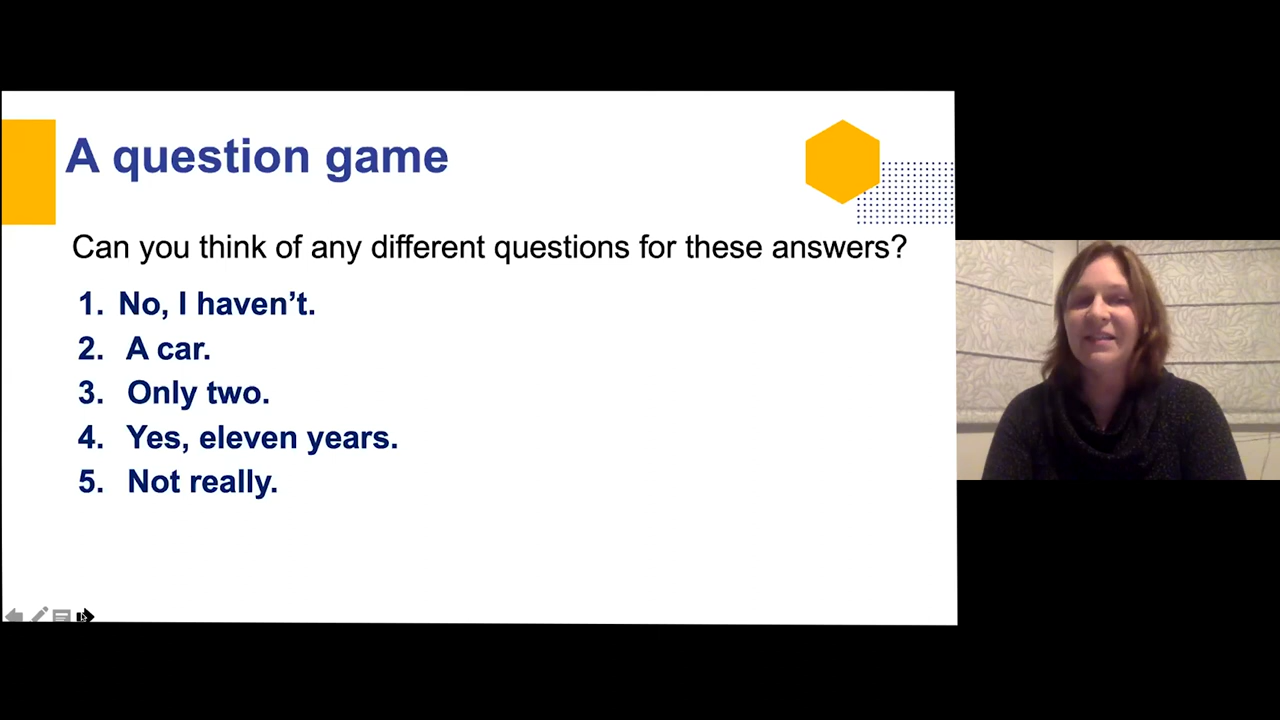 A question game
Can you think of any different questions for these answers?
1. No, I haven’t.
2. A car.
3. Only two.
4. Yes, eleven years.
5. Not really.